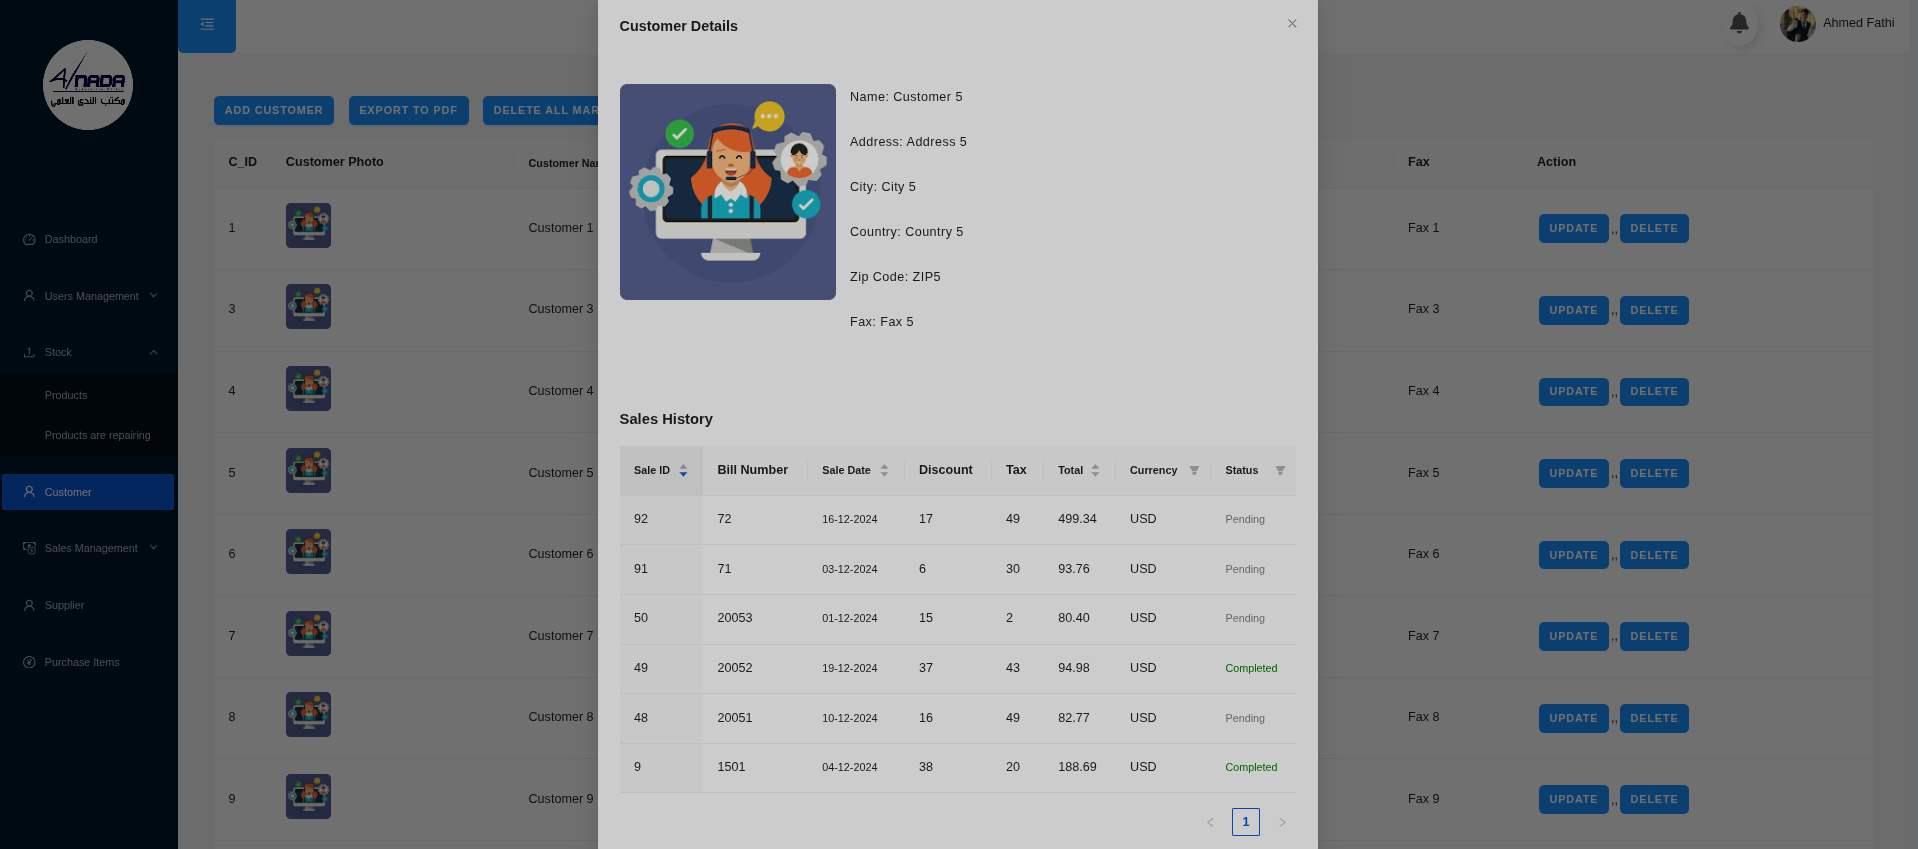 Customer Details
Ahmed Fathi
NADA
مكتب الندى العلمي
ADD CUSTOMER
EXPORT TO PDF
DELETE ALL MAR
C_ID
Customer Photo
Customer Nar
Fax
Action
1
Customer 1
Fax 1
UPDATE ,, DELETE
3
Customer 3
Fax 3
UPDATE ,, DELETE
4
Customer 4
Fax 4
UPDATE ,, DELETE
5
Customer 5
Fax 5
UPDATE ,, DELETE
6
Customer 6
Fax 6
UPDATE ,, DELETE
7
Customer 7
Fax 7
UPDATE ,, DELETE
8
Customer 8
Fax 8
UPDATE ,, DELETE
9
Customer 9
Fax 9
UPDATE ,, DELETE
Dashboard
Users Management
Stock
Products
Products are repairing
Customer
Sales Management
Supplier
Purchase Items
Name: Customer 5
Address: Address 5
City: City 5
Country: Country 5
Zip Code: ZIP5
Fax: Fax 5
Sales History
Sale ID Bill Number Sale Date Discount Tax Total Currency Status
92 72 16-12-2024 17 49 499.34 USD Pending
91 71 03-12-2024 6 30 93.76 USD Pending
50 20053 01-12-2024 15 2 80.40 USD Pending
49 20052 19-12-2024 37 43 94.98 USD Completed
48 20051 10-12-2024 16 49 82.77 USD Pending
9 1501 04-12-2024 38 20 188.69 USD Completed
1